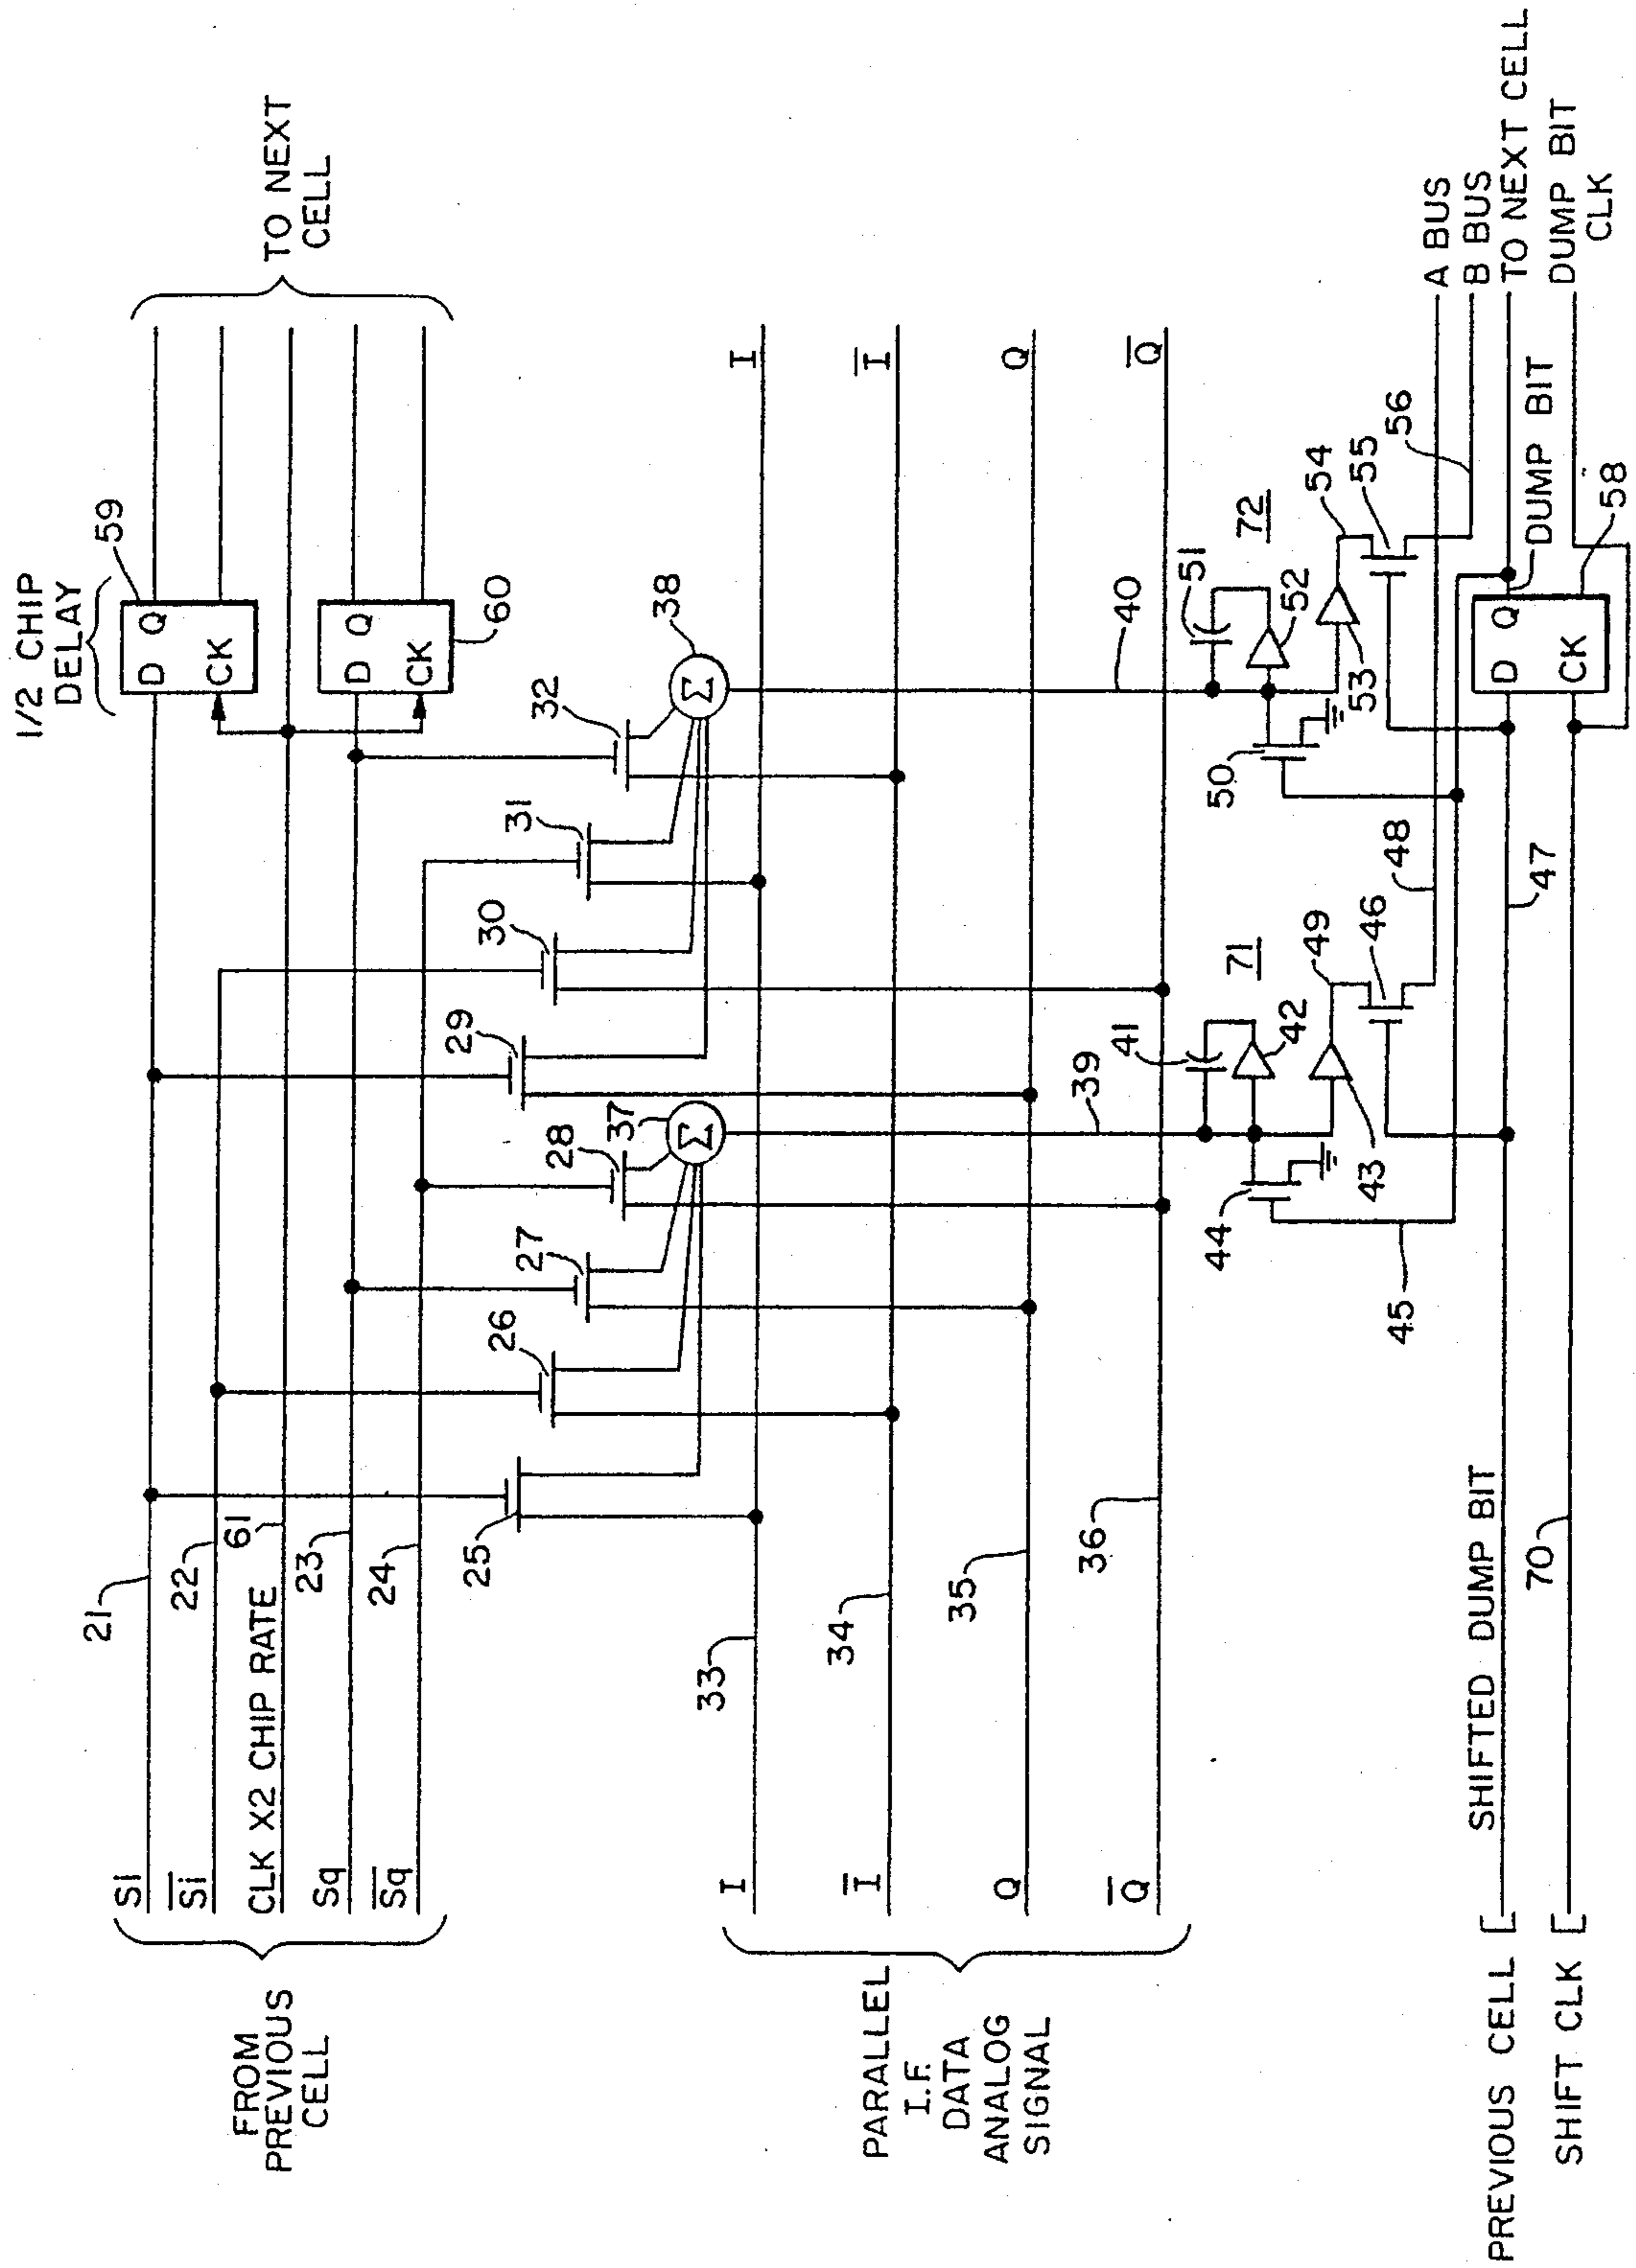 1/2 CHIP
DELAY
59
D Q
CK
D Q
CK
60
TO NEXT
CELL
FROM
PREVIOUS
CELL
Si
S̅i̅
CLK X2 CHIP RATE
Sq
S̅q̅
21
22
61
23
24
25
26
27
28
37
Σ
29
30
31
32
38
Σ
PARALLEL
I.F.
DATA
ANALOG
SIGNAL
I
I̅
Q
Q̅
33
34
35
36
I
I̅
Q
Q̅
39
40
41
42
71
43
44
45
46
49
48
47
50
51
52
72
53
54
55
56
A BUS
B BUS
TO NEXT CELL
DUMP BIT
CLK
DUMP BIT
D Q
CK
58
PREVIOUS CELL [
SHIFTED DUMP BIT
SHIFT CLK [
70